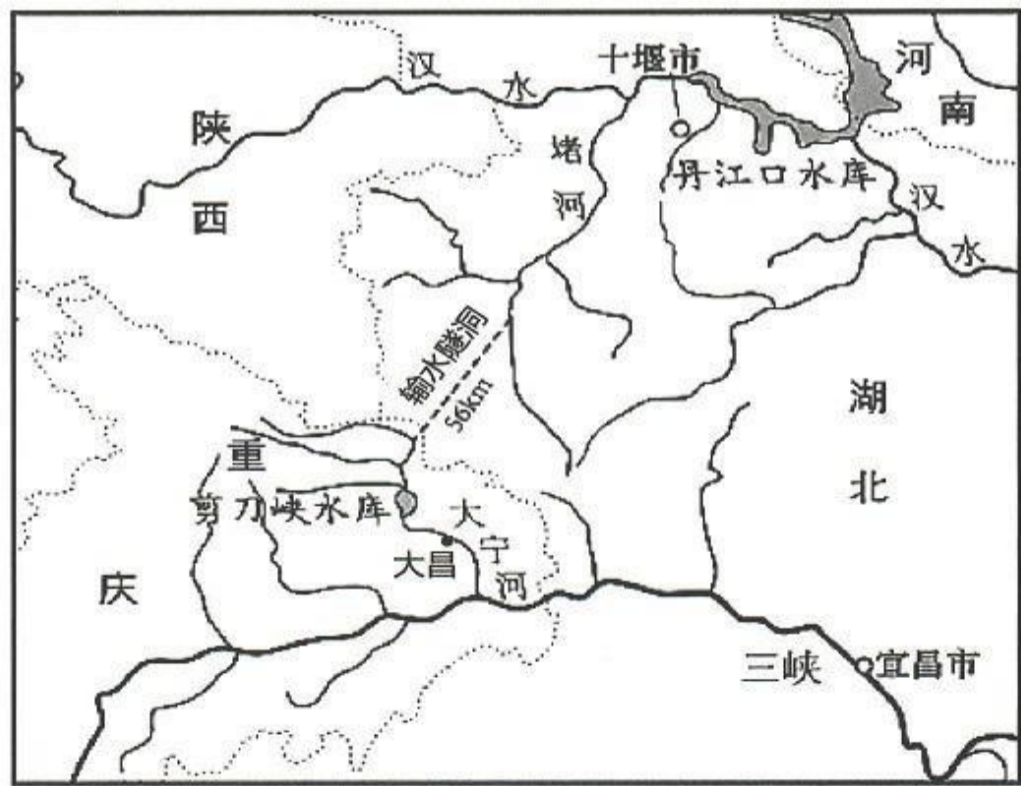 十堰市
河南
汉水
陕西
堵河
丹江口水库
汉水
输水隧洞
56km
湖北
重庆
剪刀峡水库
大宁河
大昌
三峡
宜昌市